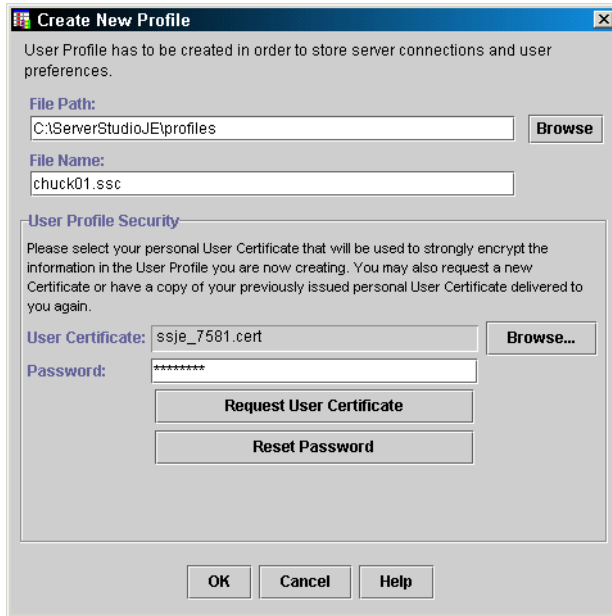 Create New Profile
User Profile has to be created in order to store server connections and user
preferences.
File Path:
C:\ServerStudioJE\profiles
Browse
File Name:
chuck01.ssc
User Profile Security
Please select your personal User Certificate that will be used to strongly encrypt the
information in the User Profile you are now creating. You may also request a new
Certificate or have a copy of your previously issued personal User Certificate delivered to
you again.
User Certificate: ssje_7581.cert Browse...
Password: ********
Request User Certificate
Reset Password
OK Cancel Help